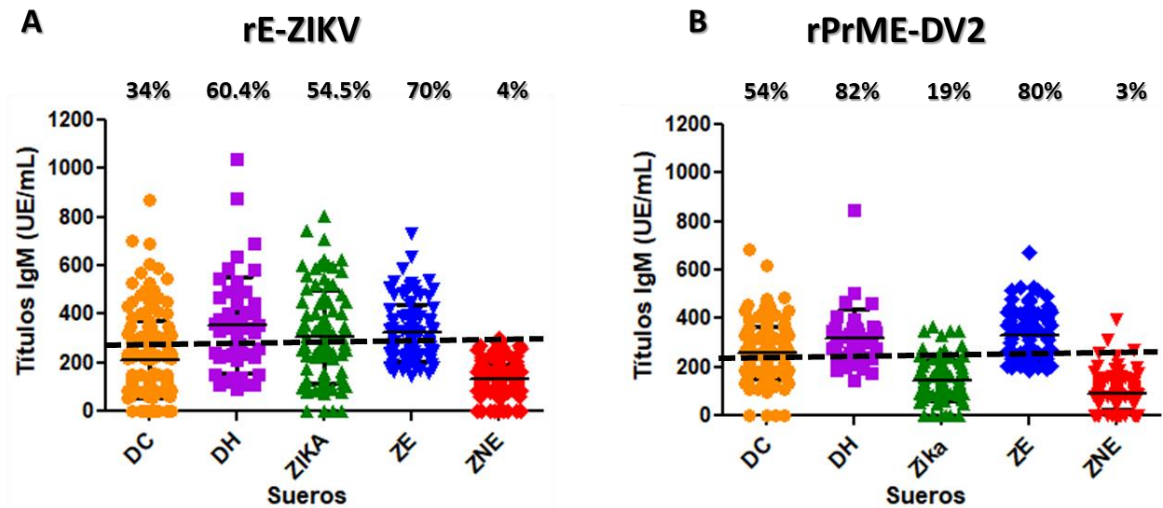 A
rE-ZIKV
34% 60.4% 54.5% 70% 4%
Títulos IgM (UE/mL)
1200
1000
800
600
400
200
0
DC DH ZIKA ZE ZNE
Sueros
B
rPrME-DV2
54% 82% 19% 80% 3%
Títulos IgM (UE/mL)
1200
1000
800
600
400
200
0
DC DH Zika ZE ZNE
Sueros